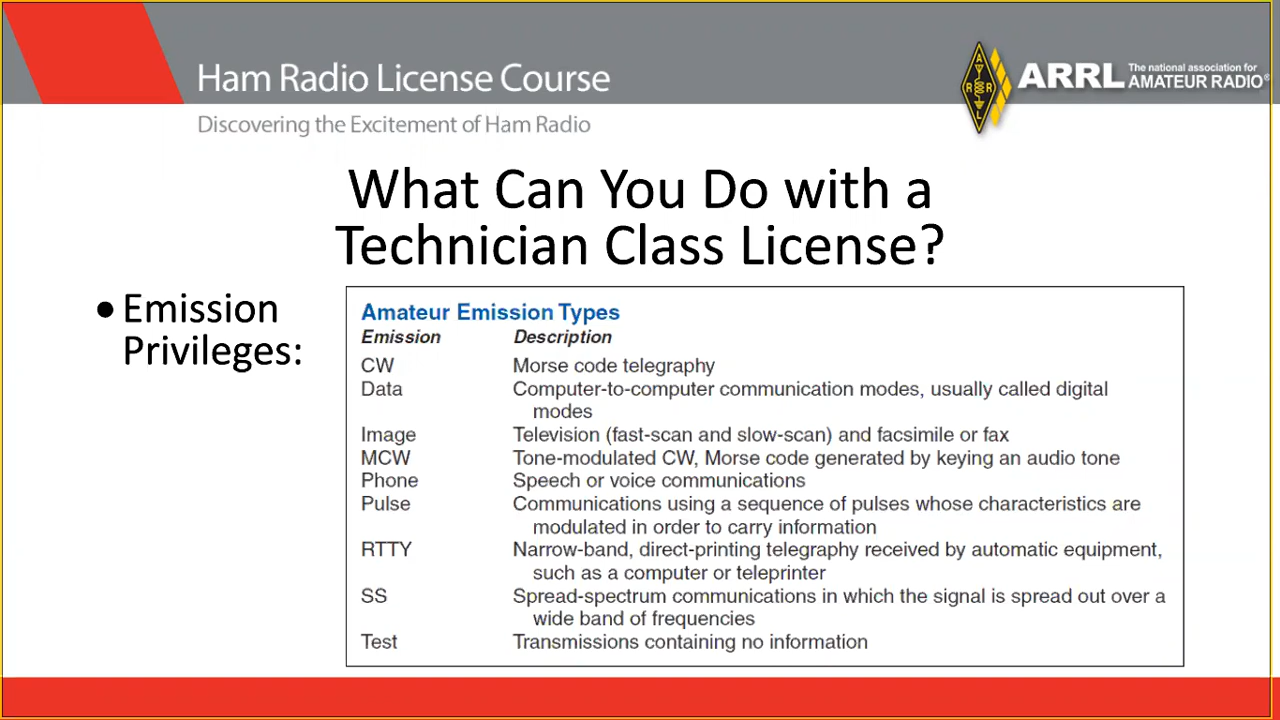 Ham Radio License Course
ARRL The national association for
AMATEUR RADIO®
Discovering the Excitement of Ham Radio
What Can You Do with a
Technician Class License?
• Emission
Privileges:
Amateur Emission Types
Emission Description
CW Morse code telegraphy
Data Computer-to-computer communication modes, usually called digital
modes
Image Television (fast-scan and slow-scan) and facsimile or fax
MCW Tone-modulated CW, Morse code generated by keying an audio tone
Phone Speech or voice communications
Pulse Communications using a sequence of pulses whose characteristics are
modulated in order to carry information
RTTY Narrow-band, direct-printing telegraphy received by automatic equipment,
such as a computer or teleprinter
SS Spread-spectrum communications in which the signal is spread out over a
wide band of frequencies
Test Transmissions containing no information